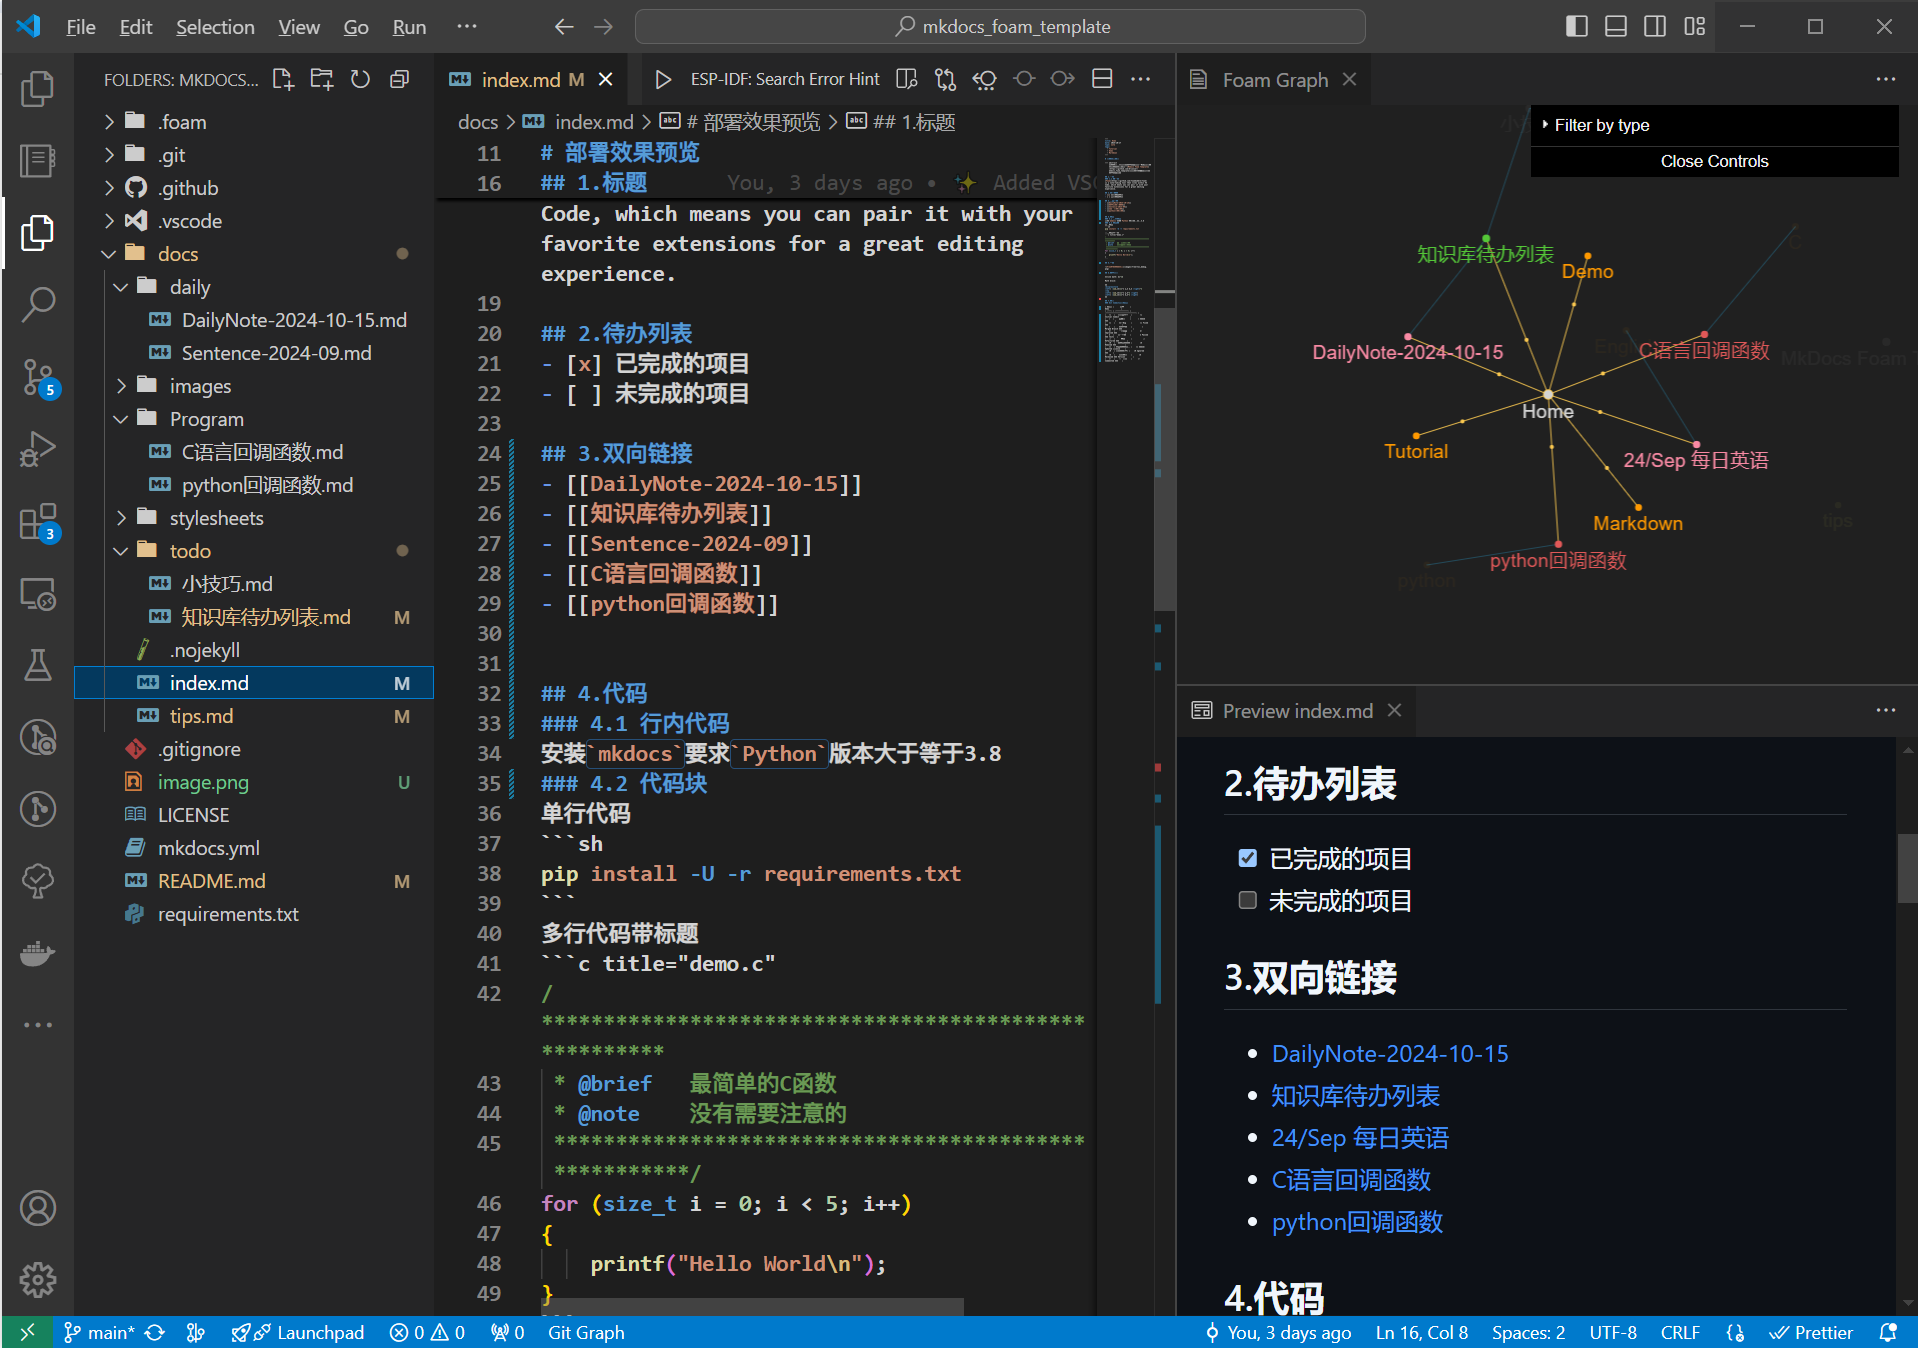 File Edit Selection View Go Run
mkdocs_foam_template
FOLDERS: MKDOCS...
.foam
.git
.github
.vscode
docs
daily
DailyNote-2024-10-15.md
Sentence-2024-09.md
images
Program
C语言回调函数.md
python回调函数.md
stylesheets
todo
小技巧.md
知识库待办列表.md M
.nojekyll
index.md M
tips.md M
.gitignore
image.png U
LICENSE
mkdocs.yml
README.md M
requirements.txt
5
3
index.md M
ESP-IDF: Search Error Hint
docs > index.md > # 部署效果预览 > ## 1.标题
11 # 部署效果预览
16 ## 1.标题 You, 3 days ago • ✨ Added VSC
Code, which means you can pair it with your
favorite extensions for a great editing
experience.
19
20 ## 2.待办列表
21 - [x] 已完成的项目
22 - [ ] 未完成的项目
23
24 ## 3.双向链接
25 - [[DailyNote-2024-10-15]]
26 - [[知识库待办列表]]
27 - [[Sentence-2024-09]]
28 - [[C语言回调函数]]
29 - [[python回调函数]]
30
31
32 ## 4.代码
33 ### 4.1 行内代码
34 安装`mkdocs`要求`Python`版本大于等于3.8
35 ### 4.2 代码块
36 单行代码
37 ```sh
38 pip install -U -r requirements.txt
39 ```
40 多行代码带标题
41 ```c title="demo.c"
42 /
********************************************
**********
43 * @brief 最简单的C函数
44 * @note 没有需要注意的
45 *******************************************
***********/
46 for (size_t i = 0; i < 5; i++)
47 {
48 printf("Hello World\n");
49 }
Foam Graph
Filter by type
Close Controls
知识库待办列表
Demo
DailyNote-2024-10-15
C语言回调函数
MkDocs Foam
Home
Tutorial
24/Sep 每日英语
Markdown
tips
python回调函数
python
Preview index.md
2.待办列表
已完成的项目
未完成的项目
3.双向链接
DailyNote-2024-10-15
知识库待办列表
24/Sep 每日英语
C语言回调函数
python回调函数
4.代码
main* Launchpad 0 0 0 Git Graph You, 3 days ago Ln 16, Col 8 Spaces: 2 UTF-8 CRLF Prettier